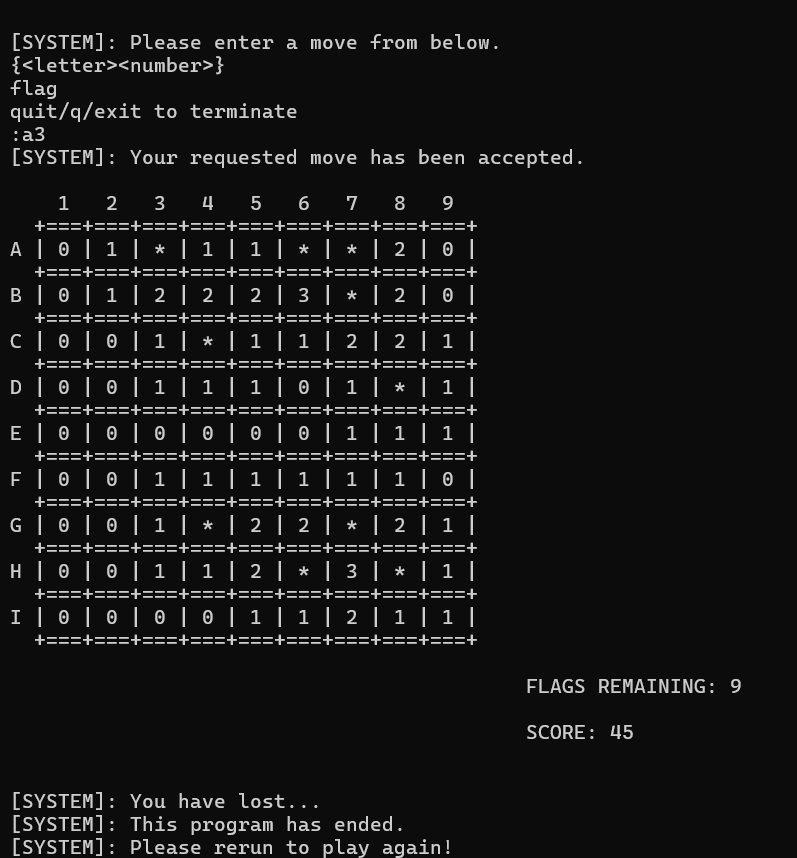 [SYSTEM]: Please enter a move from below.
{<letter><number>}
flag
quit/q/exit to terminate
:a3
[SYSTEM]: Your requested move has been accepted.
    1   2   3   4   5   6   7   8   9
  +===+===+===+===+===+===+===+===+===+
A | 0 | 1 | * | 1 | 1 | * | * | 2 | 0 |
  +===+===+===+===+===+===+===+===+===+
B | 0 | 1 | 2 | 2 | 2 | 3 | * | 2 | 0 |
  +===+===+===+===+===+===+===+===+===+
C | 0 | 0 | 1 | * | 1 | 1 | 2 | 2 | 1 |
  +===+===+===+===+===+===+===+===+===+
D | 0 | 0 | 1 | 1 | 1 | 0 | 1 | * | 1 |
  +===+===+===+===+===+===+===+===+===+
E | 0 | 0 | 0 | 0 | 0 | 0 | 1 | 1 | 1 |
  +===+===+===+===+===+===+===+===+===+
F | 0 | 0 | 1 | 1 | 1 | 1 | 1 | 1 | 0 |
  +===+===+===+===+===+===+===+===+===+
G | 0 | 0 | 1 | * | 2 | 2 | * | 2 | 1 |
  +===+===+===+===+===+===+===+===+===+
H | 0 | 0 | 1 | 1 | 2 | * | 3 | * | 1 |
  +===+===+===+===+===+===+===+===+===+
I | 0 | 0 | 0 | 0 | 1 | 1 | 2 | 1 | 1 |
  +===+===+===+===+===+===+===+===+===+
FLAGS REMAINING: 9
SCORE: 45
[SYSTEM]: You have lost...
[SYSTEM]: This program has ended.
[SYSTEM]: Please rerun to play again!